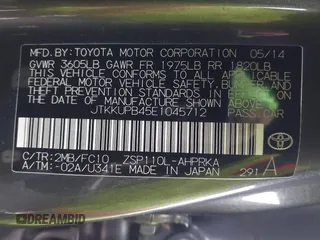 MFD. BY: TOYOTA MOTOR CORPORATION 05/14
GVWR 3605LB GAWR FR 1975LB RR 1820LB
THIS VEHICLE CONFORMS TO ALL APPLICABLE
FEDERAL MOTOR VEHICLE SAFETY, BUMPER, AND
THEFT PREVENTION STANDARDS IN EFFECT ON
THE DATE OF MANUFACTURE SHOWN ABOVE.
JTKKUPB45E1045712 PASS.CAR
C/TR:2MB/FC10 ZSP110L-AHPRKA
A/TM:-02A/U341E MADE IN JAPAN 291 A
TOYOTA
DREAMBID